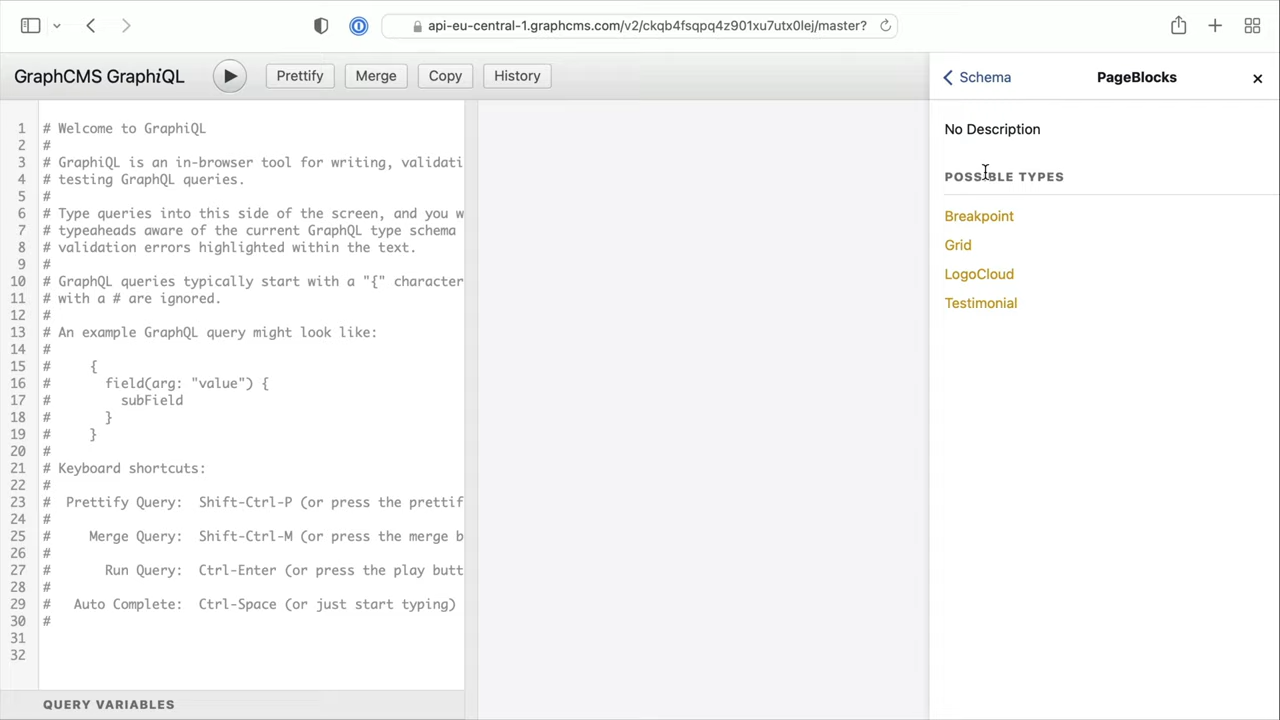 api-eu-central-1.graphcms.com/v2/ckqb4fsqpq4z901xu7utx0lej/master?
GraphCMS GraphiQL
Prettify
Merge
Copy
History
1 # Welcome to GraphiQL
2 #
3 # GraphiQL is an in-browser tool for writing, validati
4 # testing GraphQL queries.
5 #
6 # Type queries into this side of the screen, and you w
7 # typeaheads aware of the current GraphQL type schema
8 # validation errors highlighted within the text.
9 #
10 # GraphQL queries typically start with a "{" character
11 # with a # are ignored.
12 #
13 # An example GraphQL query might look like:
14 #
15 #     {
16 #       field(arg: "value") {
17 #         subField
18 #       }
19 #     }
20 #
21 # Keyboard shortcuts:
22 #
23 #  Prettify Query:  Shift-Ctrl-P (or press the prettif
24 #
25 #     Merge Query:  Shift-Ctrl-M (or press the merge b
26 #
27 #       Run Query:  Ctrl-Enter (or press the play butt
28 #
29 #   Auto Complete:  Ctrl-Space (or just start typing)
30 #
31
32
QUERY VARIABLES
Schema
PageBlocks
No Description
POSSIBLE TYPES
Breakpoint
Grid
LogoCloud
Testimonial